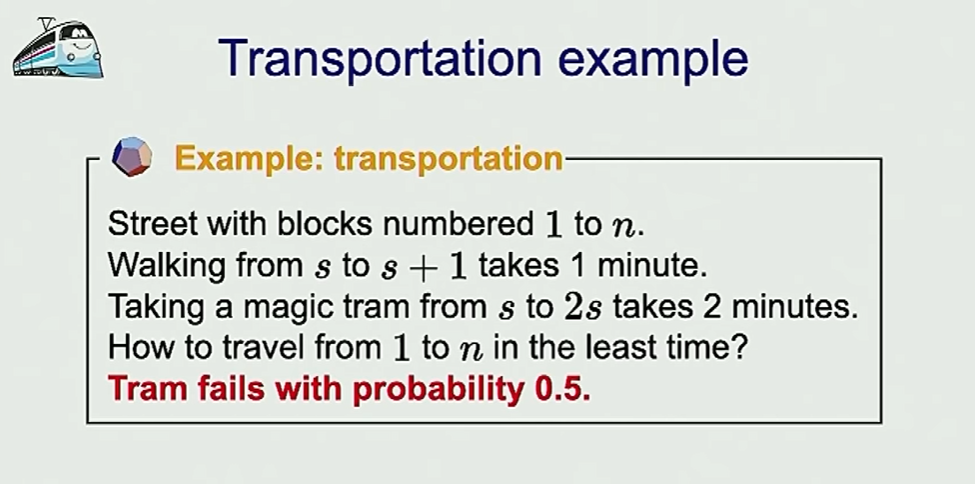 Transportation example
Example: transportation
Street with blocks numbered 1 to n.
Walking from s to s + 1 takes 1 minute.
Taking a magic tram from s to 2s takes 2 minutes.
How to travel from 1 to n in the least time?
Tram fails with probability 0.5.